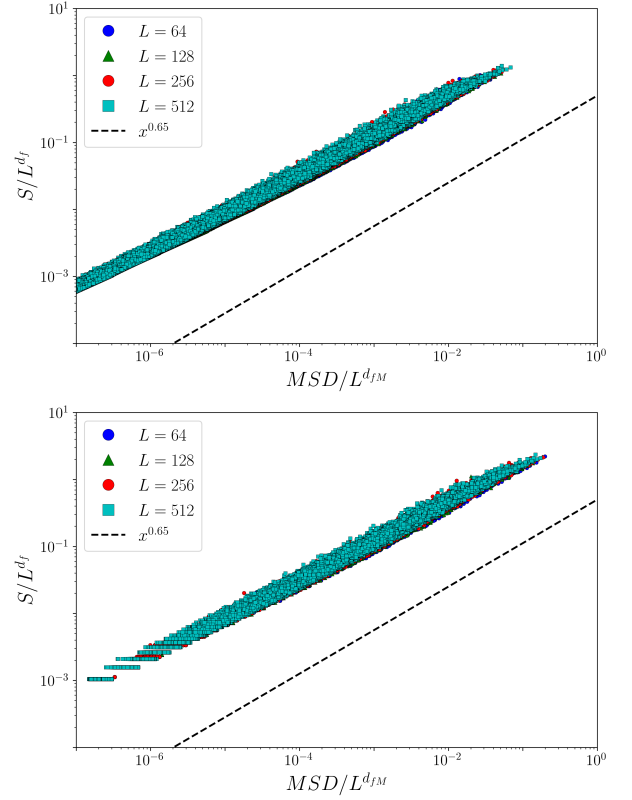 10^1
10^{-1}
10^{-3}
S/L^{d_f}
L = 64
L = 128
L = 256
L = 512
x^{0.65}
10^{-6}
10^{-4}
10^{-2}
10^0
MSD/L^{d_{fM}}
10^1
10^{-1}
10^{-3}
S/L^{d_f}
L = 64
L = 128
L = 256
L = 512
x^{0.65}
10^{-6}
10^{-4}
10^{-2}
10^0
MSD/L^{d_{fM}}